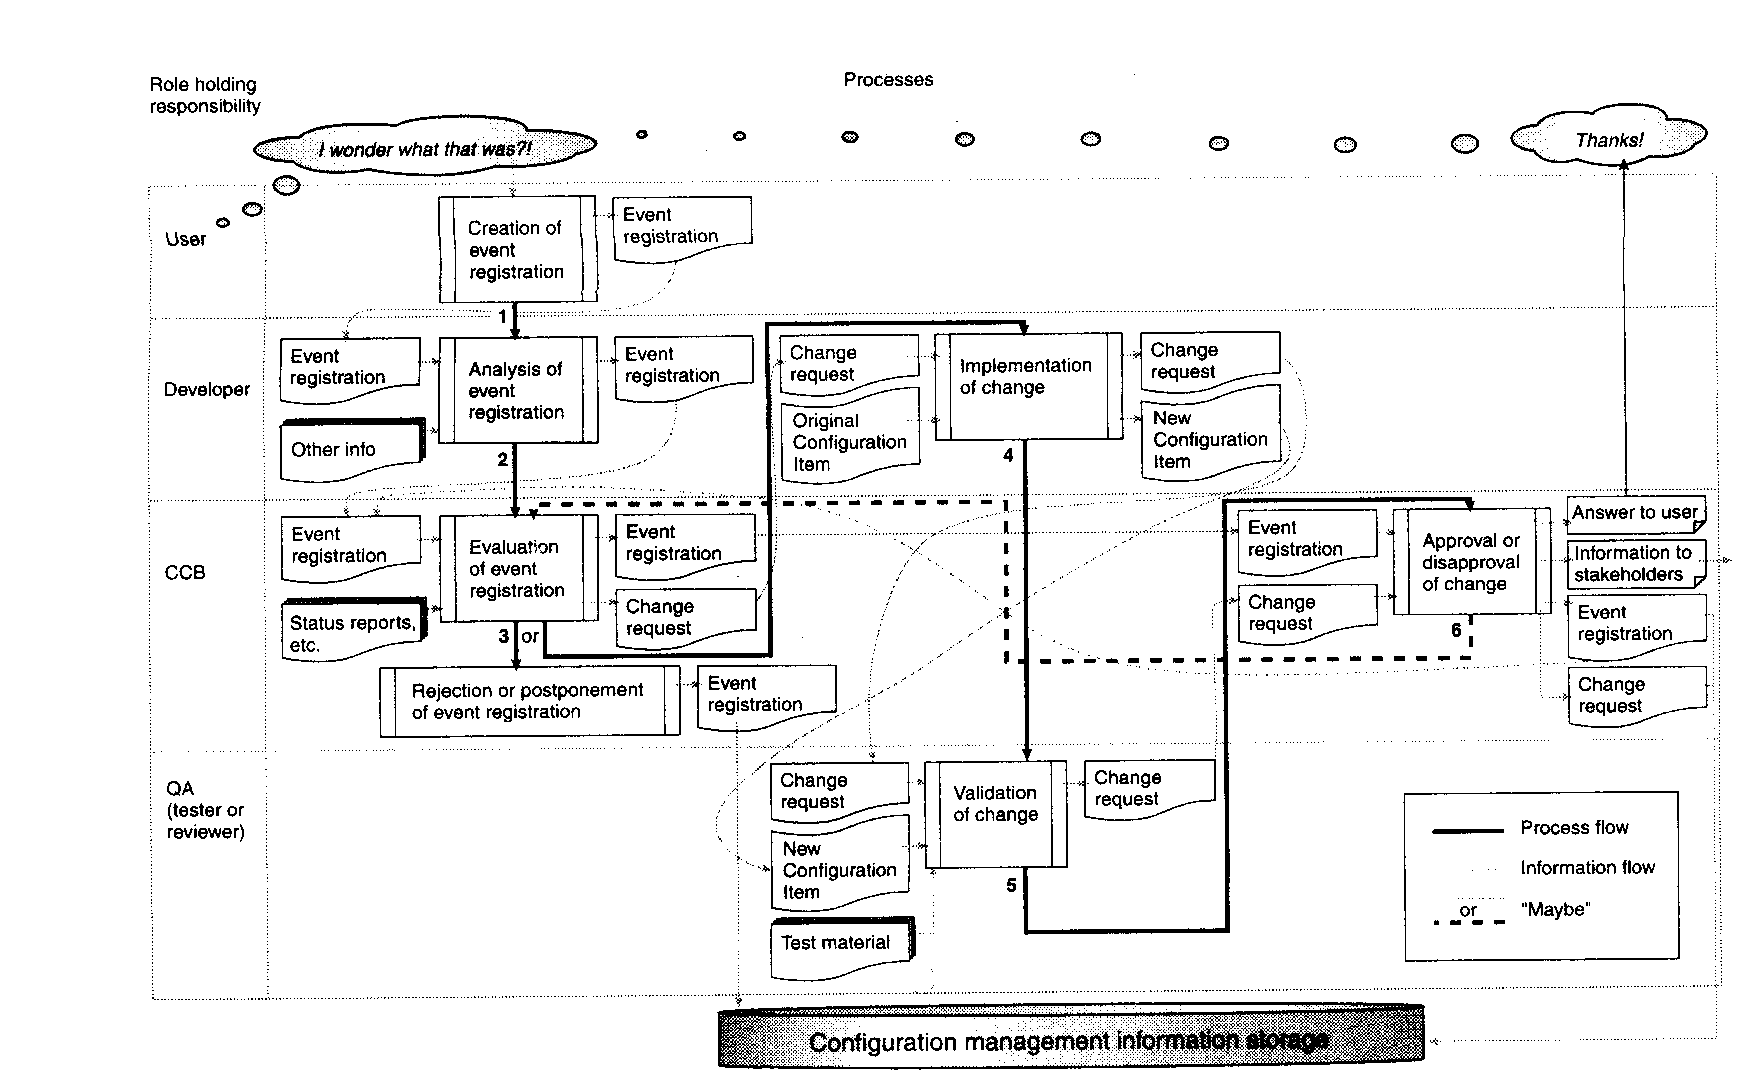 Role holding
responsibility
Processes
I wonder what that was?!
Thanks!
User
Creation of
event
registration
Event
registration
1
Developer
Event
registration
Other info
Analysis of
event
registration
Event
registration
2
Change
request
Original
Configuration
Item
Implementation
of change
4
Change
request
New
Configuration
Item
CCB
Event
registration
Status reports,
etc.
Evaluation
of event
registration
Event
registration
Change
request
3 or
Rejection or postponement
of event registration
Event
registration
Event
registration
Change
request
Approval or
disapproval
of change
6
Answer to user
Information to
stakeholders
Event
registration
Change
request
QA
(tester or
reviewer)
Change
request
New
Configuration
Item
Test material
Validation
of change
5
Change
request
Process flow
Information flow
or "Maybe"
Configuration management information storage